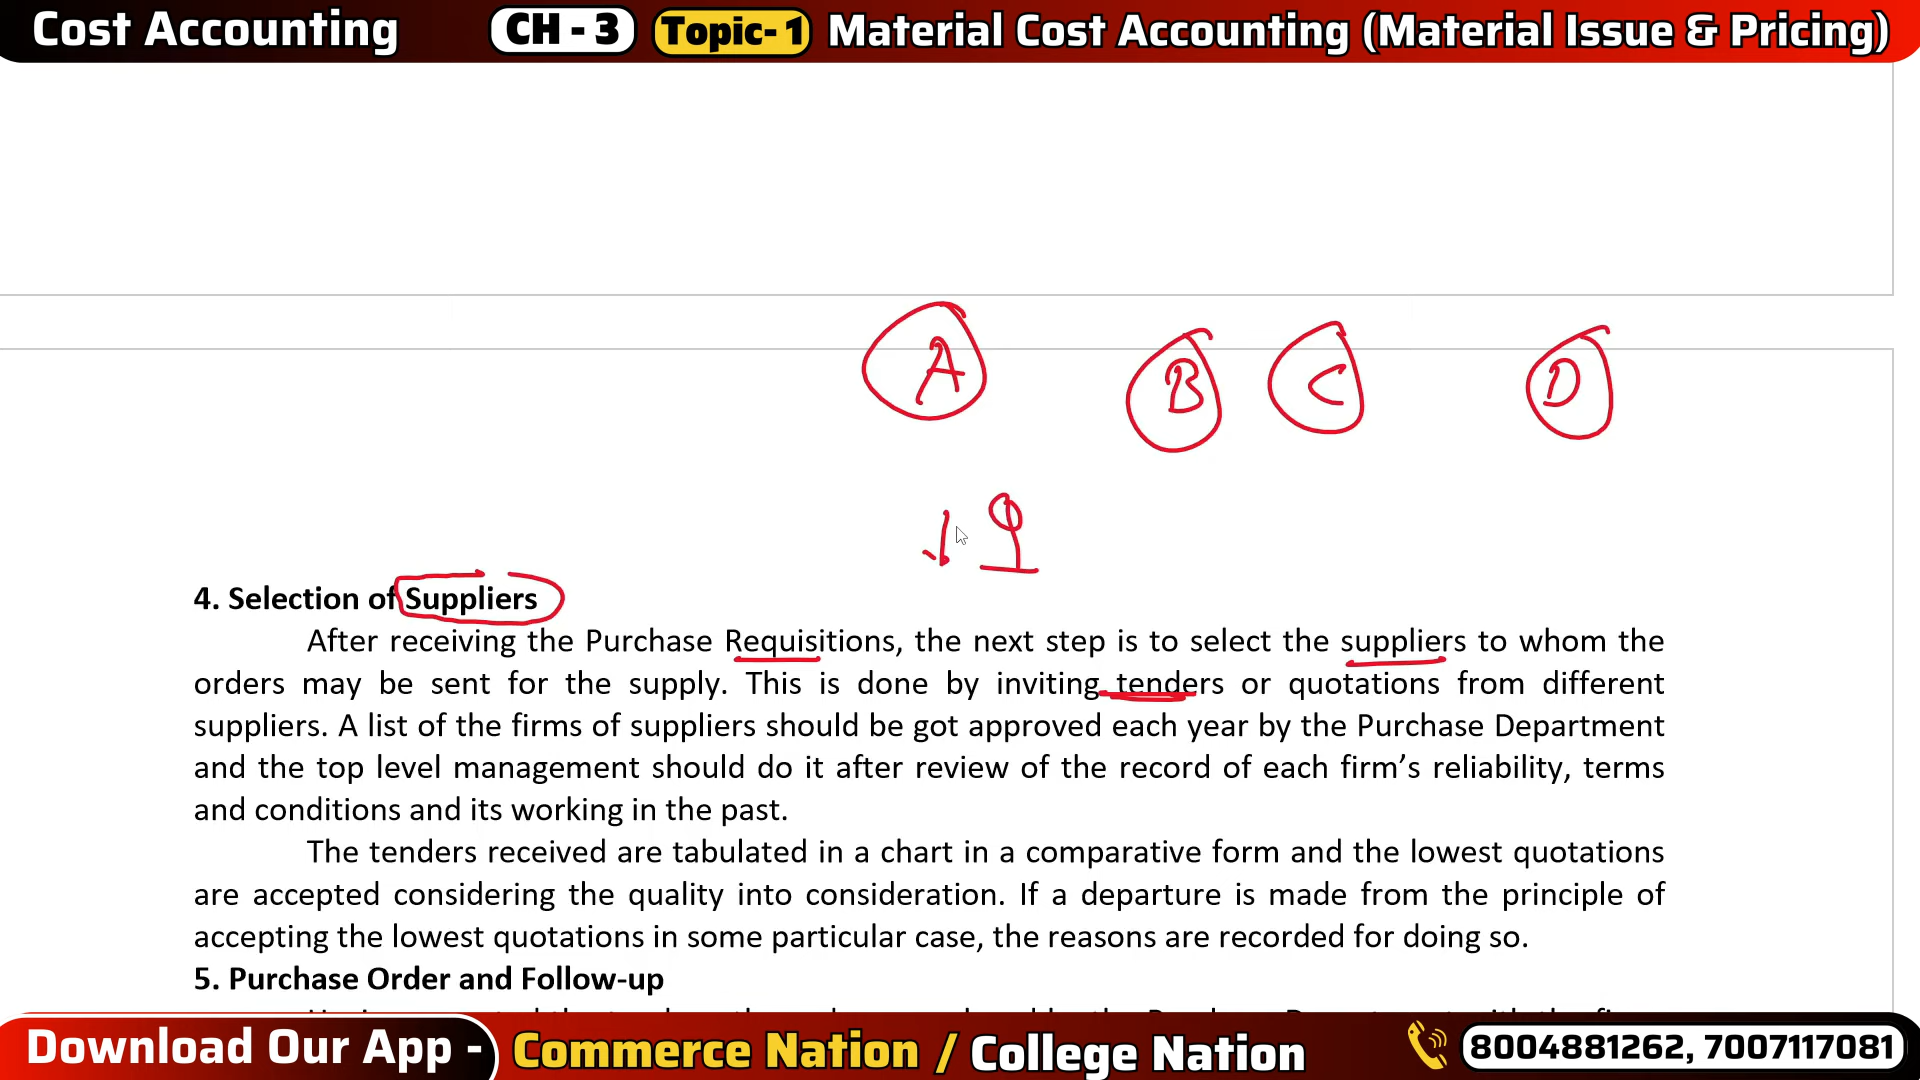 Cost Accounting CH - 3 Topic- 1 Material Cost Accounting (Material Issue & Pricing)
A B C D
4. Selection of Suppliers
After receiving the Purchase Requisitions, the next step is to select the suppliers to whom the
orders may be sent for the supply. This is done by inviting tenders or quotations from different
suppliers. A list of the firms of suppliers should be got approved each year by the Purchase Department
and the top level management should do it after review of the record of each firm’s reliability, terms
and conditions and its working in the past.
The tenders received are tabulated in a chart in a comparative form and the lowest quotations
are accepted considering the quality into consideration. If a departure is made from the principle of
accepting the lowest quotations in some particular case, the reasons are recorded for doing so.
5. Purchase Order and Follow-up
Download Our App - Commerce Nation / College Nation 8004881262, 7007117081